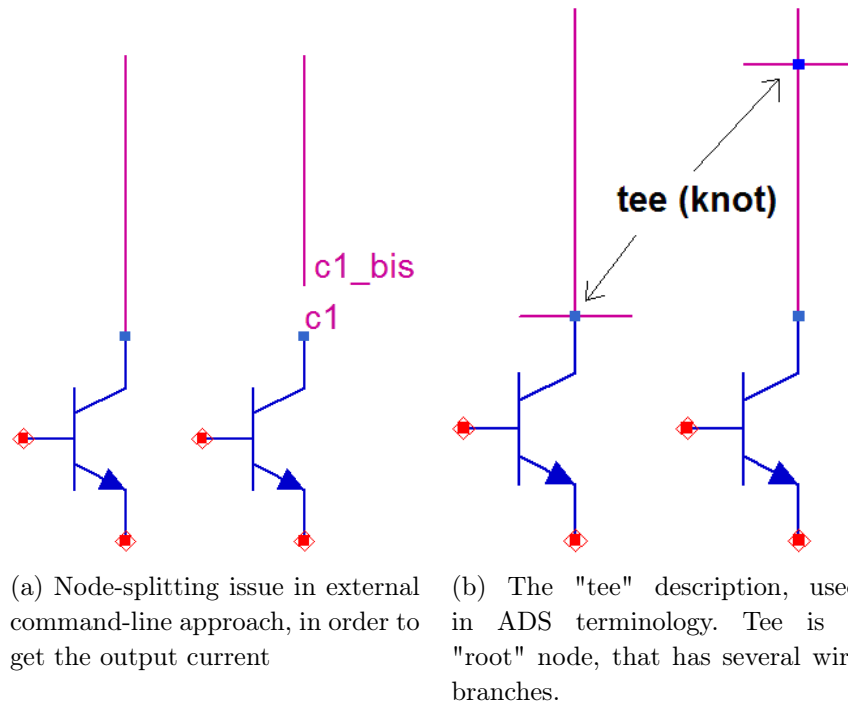 c1_bis
c1
tee (knot)
(a) Node-splitting issue in external
command-line approach, in order to
get the output current
(b) The "tee" description, use
in ADS terminology. Tee is
"root" node, that has several wir
branches.